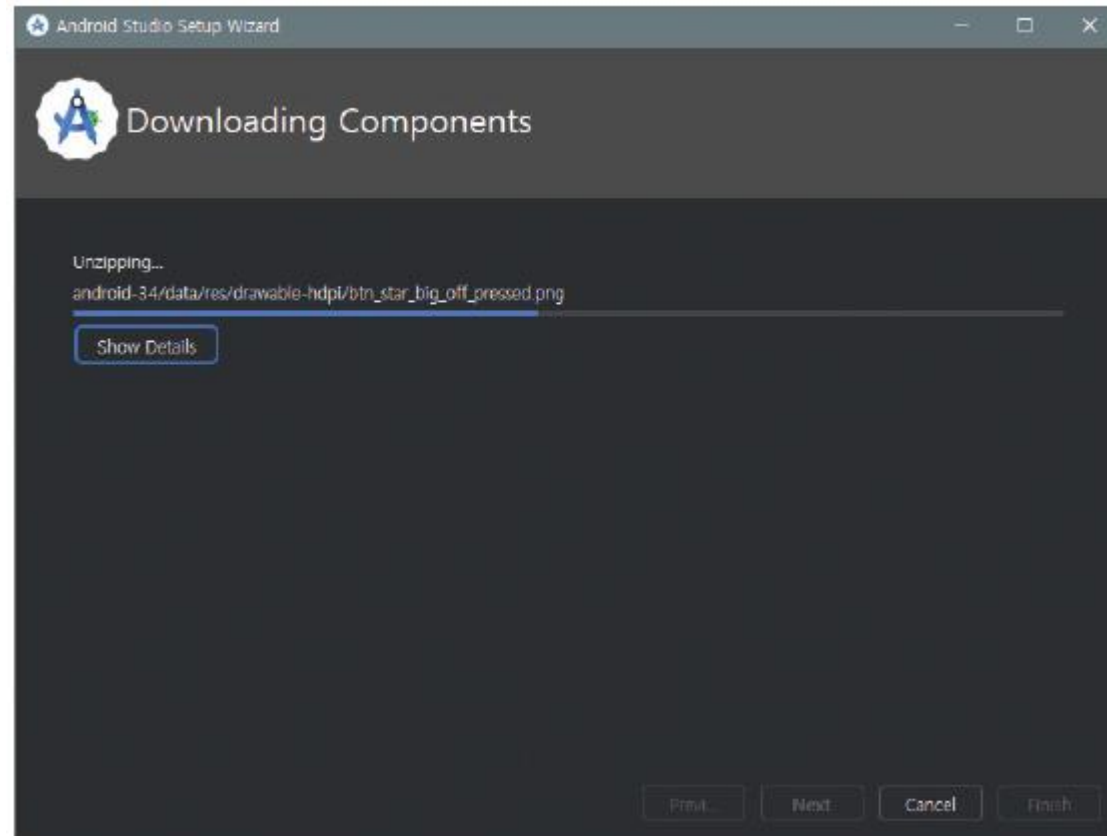 Android Studio Setup Wizard
Downloading Components
Unzipping...
android-34/data/res/drawable-hdpi/btn_star_big_off_pressed.png
Show Details
Next
Cancel
Finish